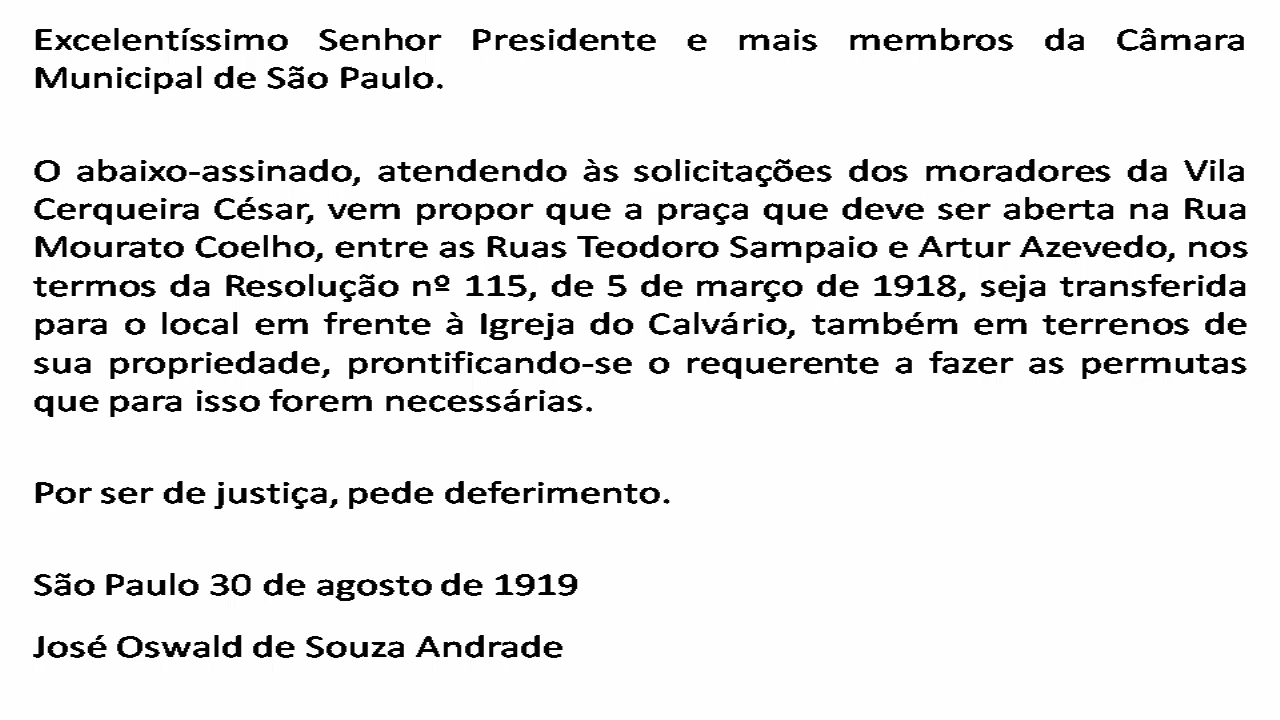 Excelentíssimo Senhor Presidente e mais membros da Câmara
Municipal de São Paulo.
O abaixo-assinado, atendendo às solicitações dos moradores da Vila
Cerqueira César, vem propor que a praça que deve ser aberta na Rua
Mourato Coelho, entre as Ruas Teodoro Sampaio e Artur Azevedo, nos
termos da Resolução nº 115, de 5 de março de 1918, seja transferida
para o local em frente à Igreja do Calvário, também em terrenos de
sua propriedade, prontificando-se o requerente a fazer as permutas
que para isso forem necessárias.
Por ser de justiça, pede deferimento.
São Paulo 30 de agosto de 1919
José Oswald de Souza Andrade